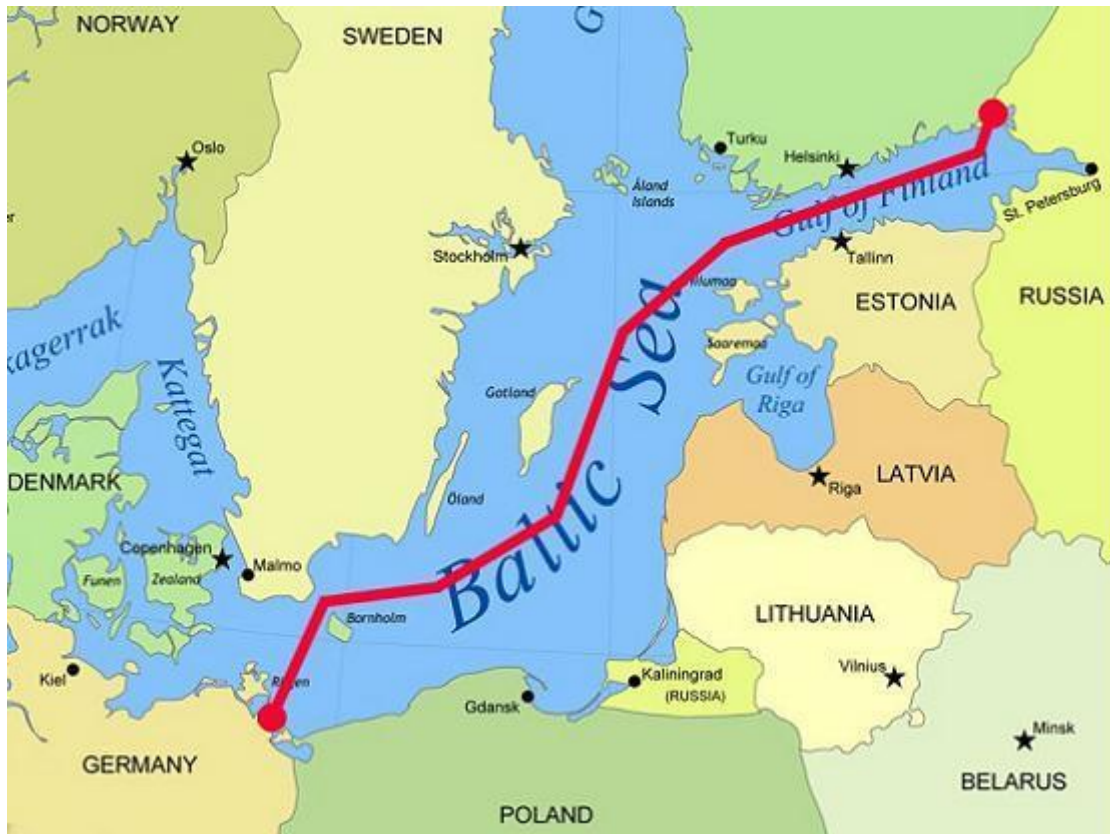 NORWAY
SWEDEN
G
Oslo
Turku
Helsinki
Åland
Islands
Gulf of Finland
St. Petersburg
Stockholm
Tallinn
ESTONIA
RUSSIA
kagerrak
Kattegat
Baltic Sea
Saaremaa
Gulf of
Riga
Gotland
DENMARK
Öland
Riga
LATVIA
Copenhagen
Malmo
Funen
Zealand
Bornholm
LITHUANIA
Kiel
Kaliningrad
(RUSSIA)
Vilnius
Gdansk
Minsk
GERMANY
BELARUS
POLAND